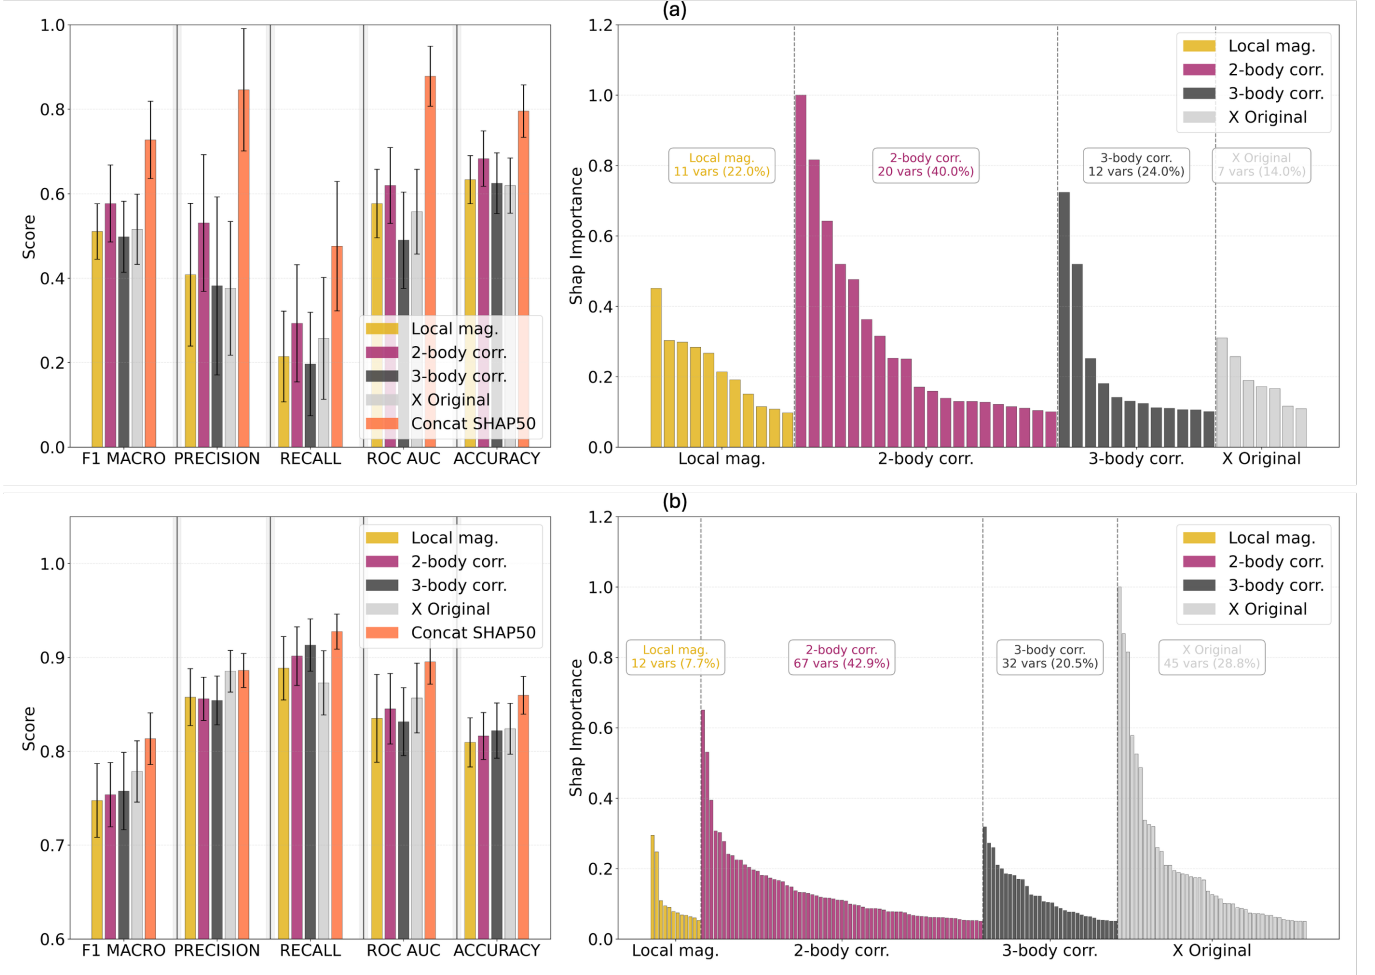 (a)
1.0
0.8
0.6
0.4
0.2
0.0
Score
F1 MACRO
PRECISION
RECALL
ROC AUC
ACCURACY
Local mag.
2-body corr.
3-body corr.
X Original
Concat SHAP50
1.2
1.0
0.8
0.6
0.4
0.2
0.0
Shap Importance
Local mag.
2-body corr.
3-body corr.
X Original
Local mag.
11 vars (22.0%)
2-body corr.
20 vars (40.0%)
3-body corr.
12 vars (24.0%)
X Original
7 vars (14.0%)
Local mag.
2-body corr.
3-body corr.
X Original
(b)
1.0
0.9
0.8
0.7
0.6
Score
F1 MACRO
PRECISION
RECALL
ROC AUC
ACCURACY
Local mag.
2-body corr.
3-body corr.
X Original
Concat SHAP50
1.2
1.0
0.8
0.6
0.4
0.2
0.0
Shap Importance
Local mag.
2-body corr.
3-body corr.
X Original
Local mag.
12 vars (7.7%)
2-body corr.
67 vars (42.9%)
3-body corr.
32 vars (20.5%)
X Original
45 vars (28.8%)
Local mag.
2-body corr.
3-body corr.
X Original